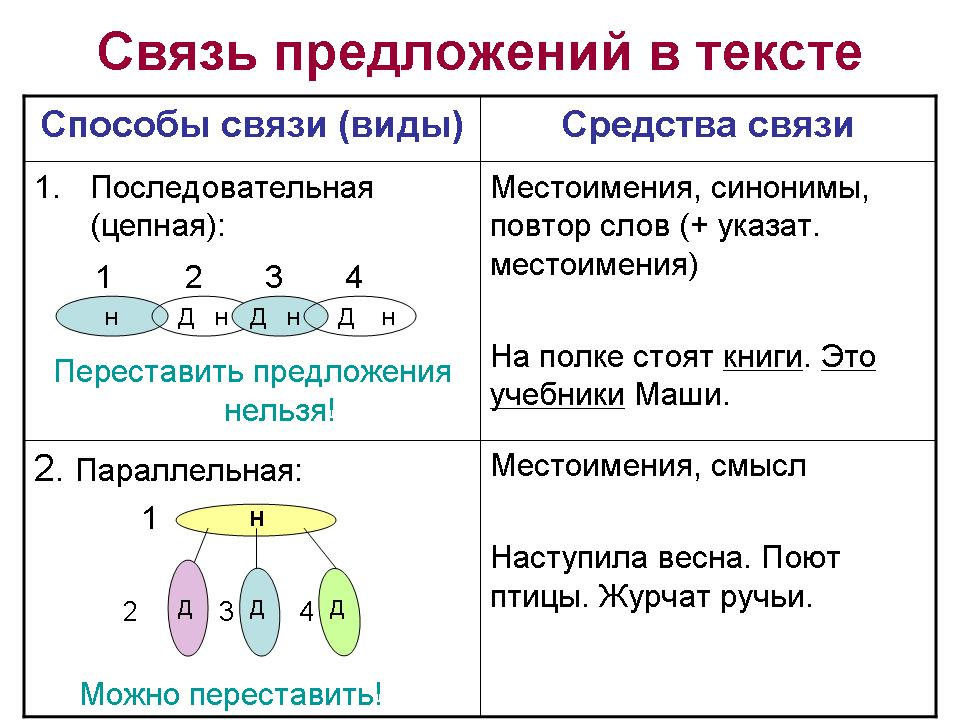 Связь предложений в тексте
Способы связи (виды)
Средства связи
1. Последовательная
(цепная):
1 2 3 4
н д н д н д н
Переставить предложения
нельзя!
Местоимения, синонимы,
повтор слов (+ указат.
местоимения)
На полке стоят книги. Это
учебники Маши.
2. Параллельная:
1 н
2 д 3 д 4 д
Можно переставить!
Местоимения, смысл
Наступила весна. Поют
птицы. Журчат ручьи.